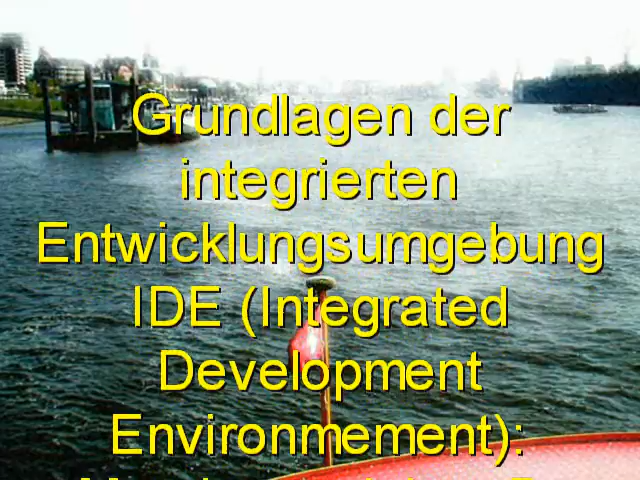 Grundlagen der
integrierten
Entwicklungsumgebung
IDE (Integrated
Development
Environmement):